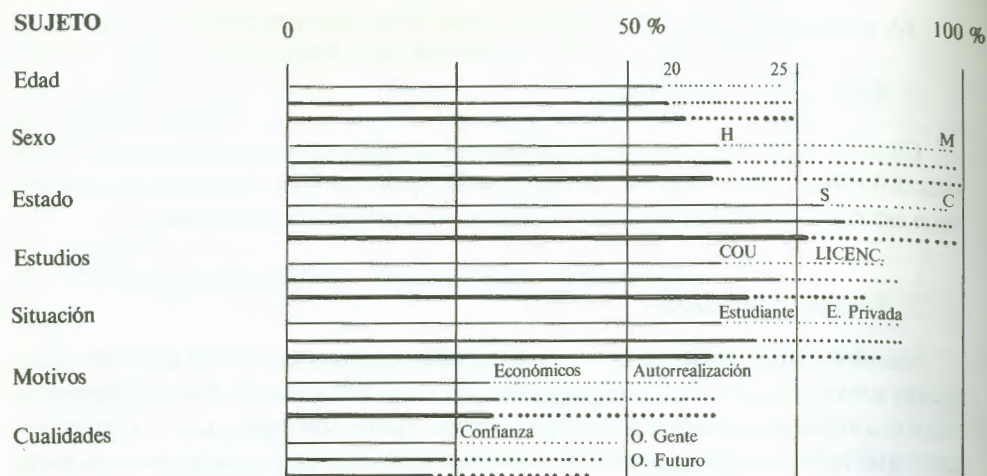 SUJETO 0 50 % 100 %
20 25
Edad
H M
Sexo
S C
Estado
COU LICENC.
Estudios
Estudiante E. Privada
Situación
Económicos Autorrealización
Motivos
Confianza O. Gente
Cualidades
O. Futuro